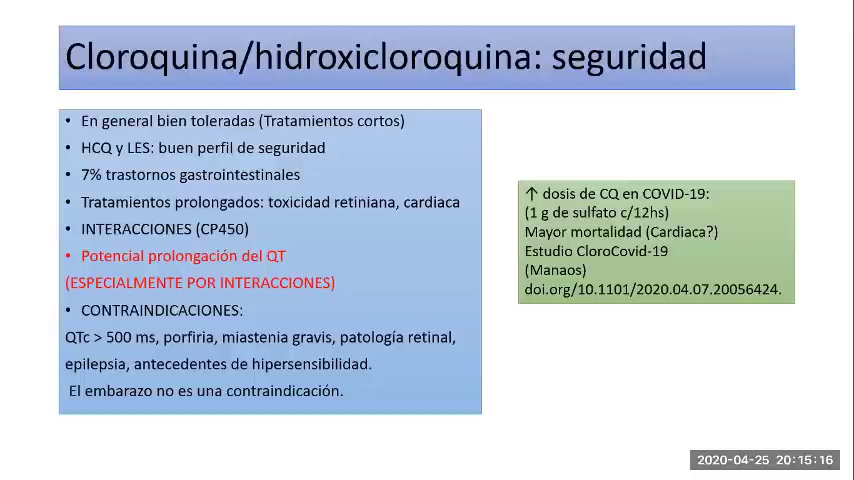 Cloroquina/hidroxicloroquina: seguridad
• En general bien toleradas (Tratamientos cortos)
• HCQ y LES: buen perfil de seguridad
• 7% trastornos gastrointestinales
• Tratamientos prolongados: toxicidad retiniana, cardiaca
• INTERACCIONES (CP450)
• Potencial prolongación del QT
(ESPECIALMENTE POR INTERACCIONES)
• CONTRAINDICACIONES:
QTc > 500 ms, porfiria, miastenia gravis, patología retinal,
epilepsia, antecedentes de hipersensibilidad.
El embarazo no es una contraindicación.
↑ dosis de CQ en COVID-19:
(1 g de sulfato c/12hs)
Mayor mortalidad (Cardiaca?)
Estudio CloroCovid-19
(Manaos)
doi.org/10.1101/2020.04.07.20056424.
2020-04-25 20:15:16